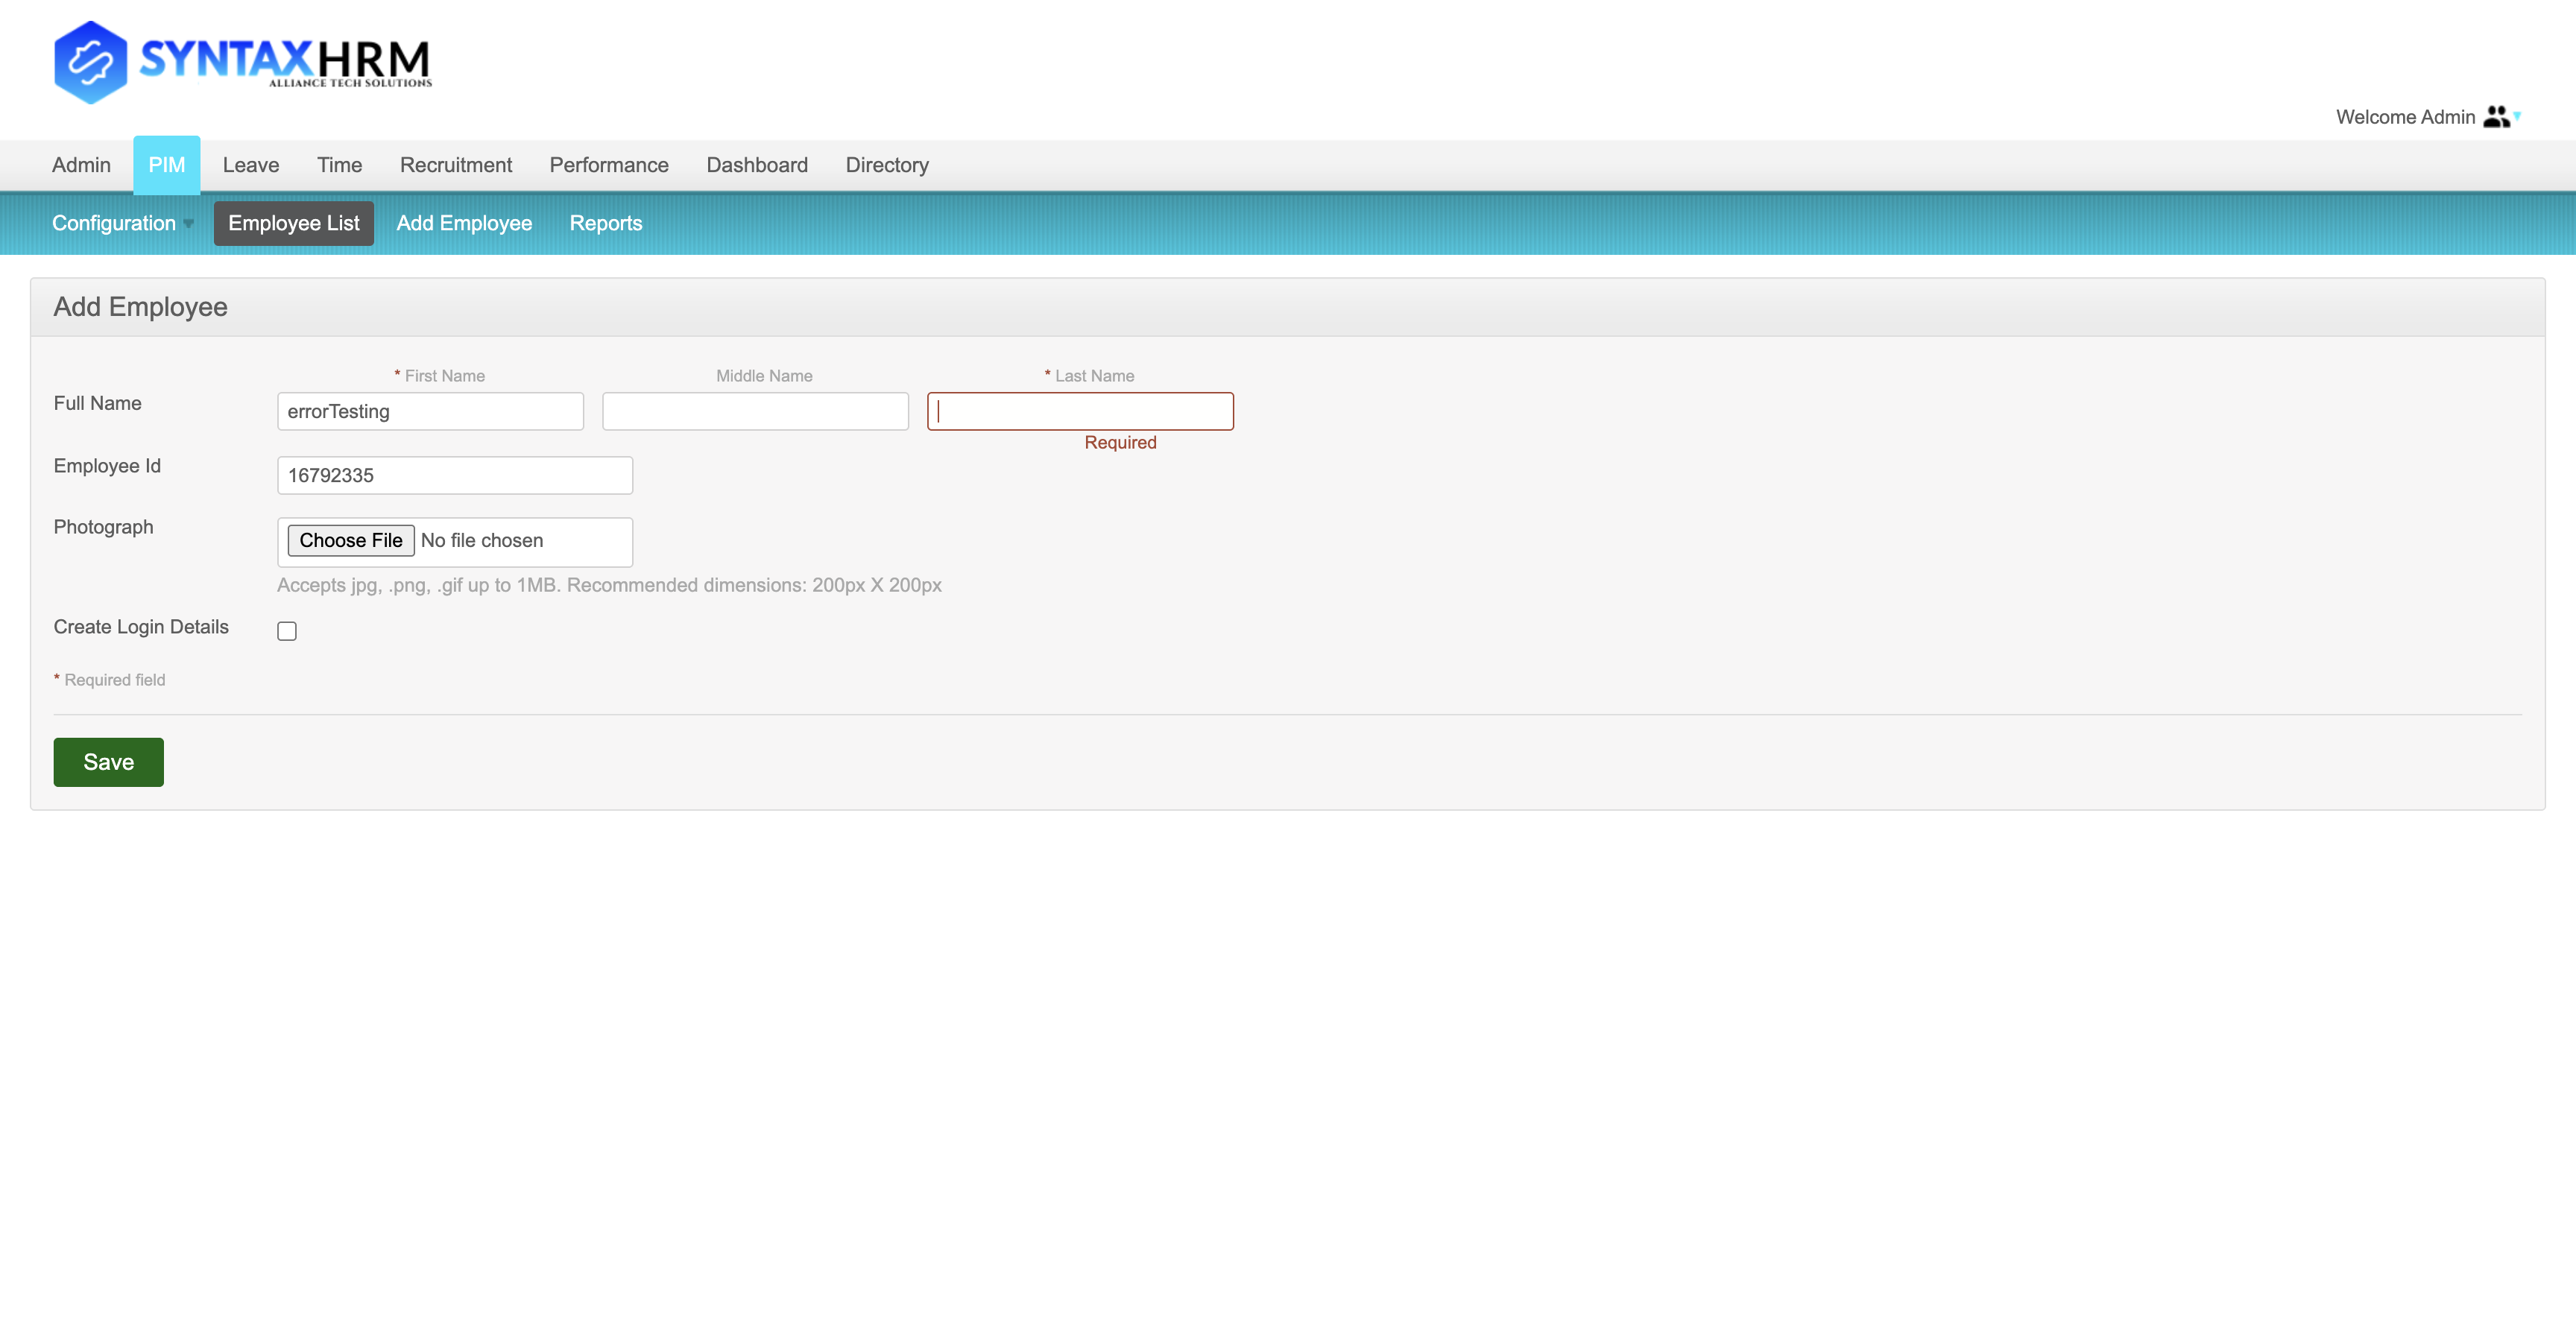 SYNTAXHRM
ALLIANCE TECH SOLUTIONS
Welcome Admin
Admin PIM Leave Time Recruitment Performance Dashboard Directory
Configuration Employee List Add Employee Reports
Add Employee
* First Name Middle Name * Last Name
Full Name errorTesting
Required
Employee Id 16792335
Photograph Choose File No file chosen
Accepts jpg, .png, .gif up to 1MB. Recommended dimensions: 200px X 200px
Create Login Details
* Required field
Save